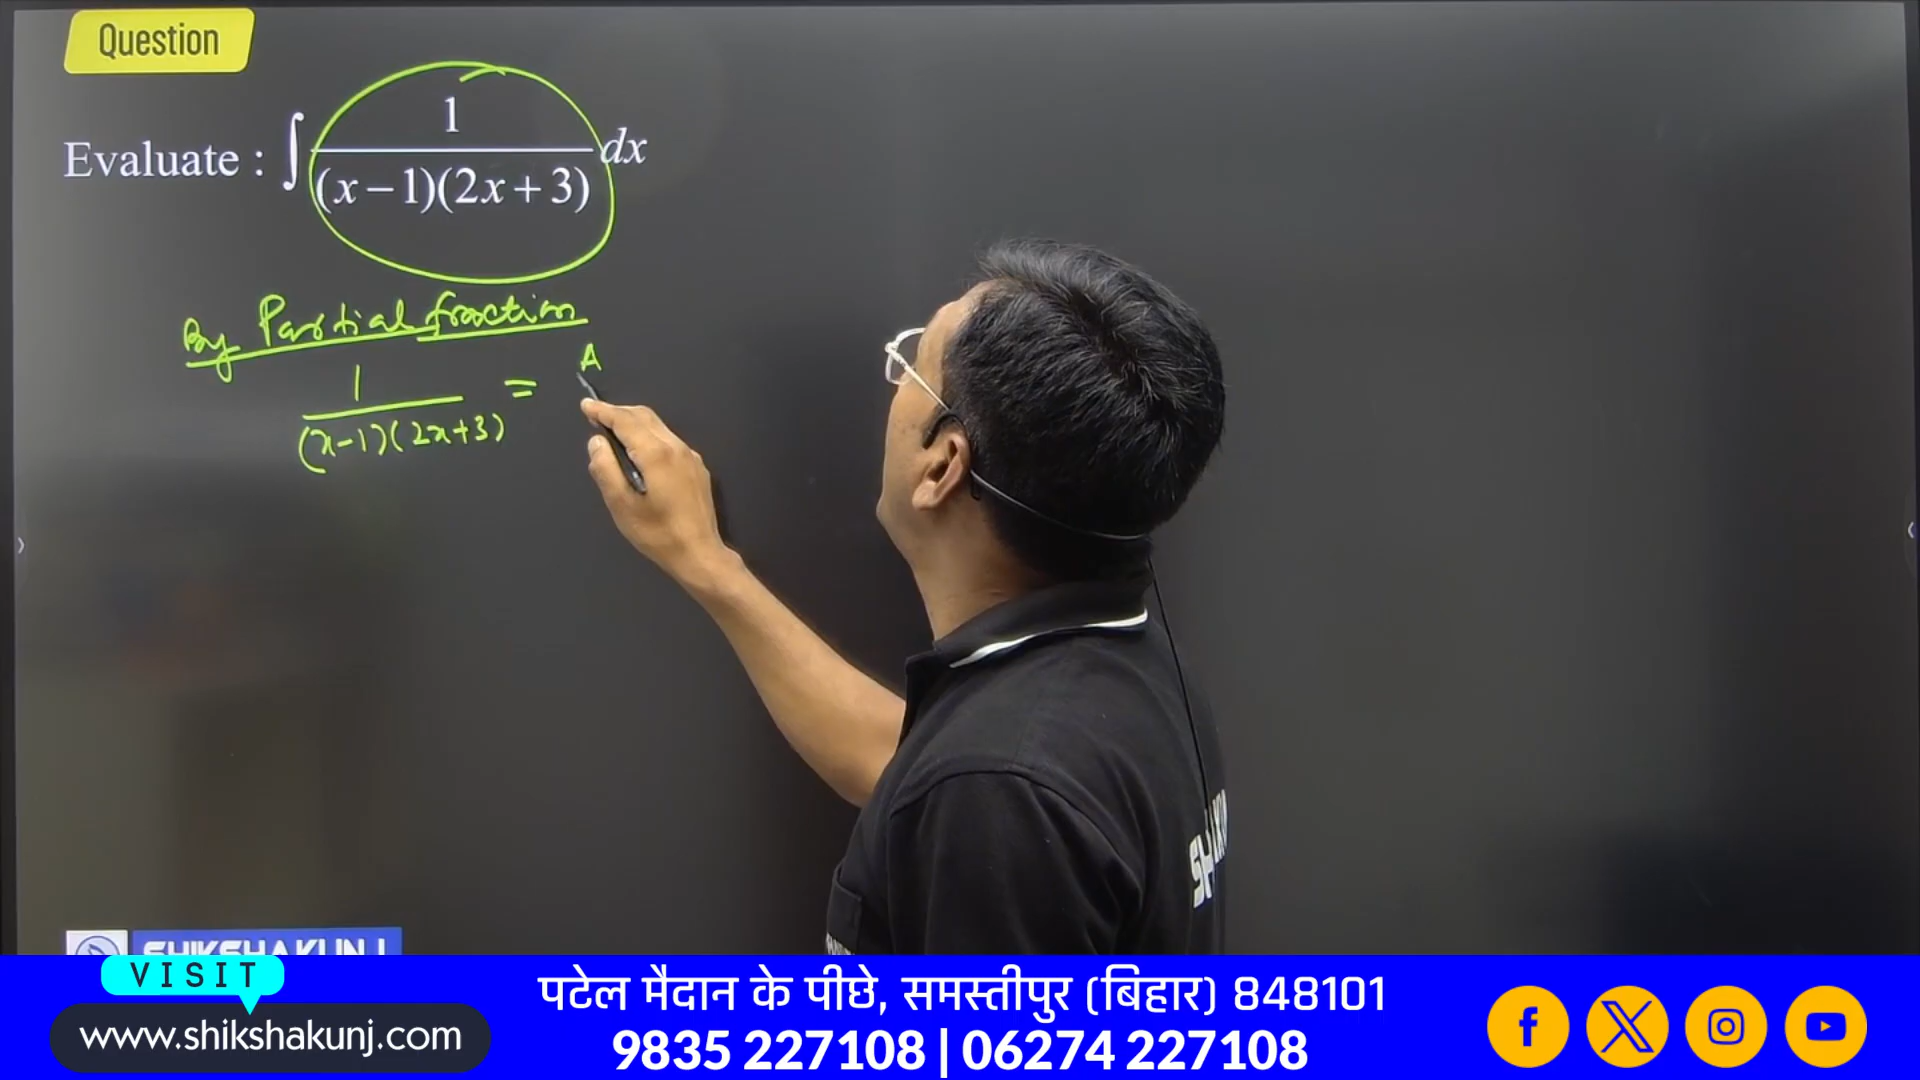 Question
Evaluate : ∫ 1/((x−1)(2x+3)) dx
By Partial fraction
1/((x-1)(2x+3)) = A
SHIKSHAKUNJ
VISIT
www.shikshakunj.com
पटेल मैदान के पीछे, समस्तीपुर (बिहार) 848101
9835 227108 | 06274 227108